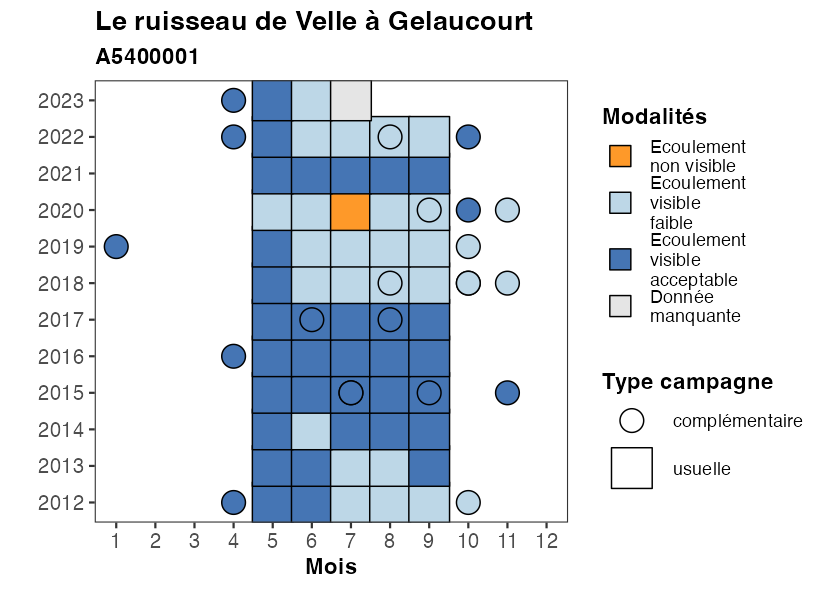 Le ruisseau de Velle à Gelaucourt
A5400001
2023
2022
2021
2020
2019
2018
2017
2016
2015
2014
2013
2012
1 2 3 4 5 6 7 8 9 10 11 12
Mois
Modalités
Ecoulement
non visible
Ecoulement
visible
faible
Ecoulement
visible
acceptable
Donnée
manquante
Type campagne
complémentaire
usuelle